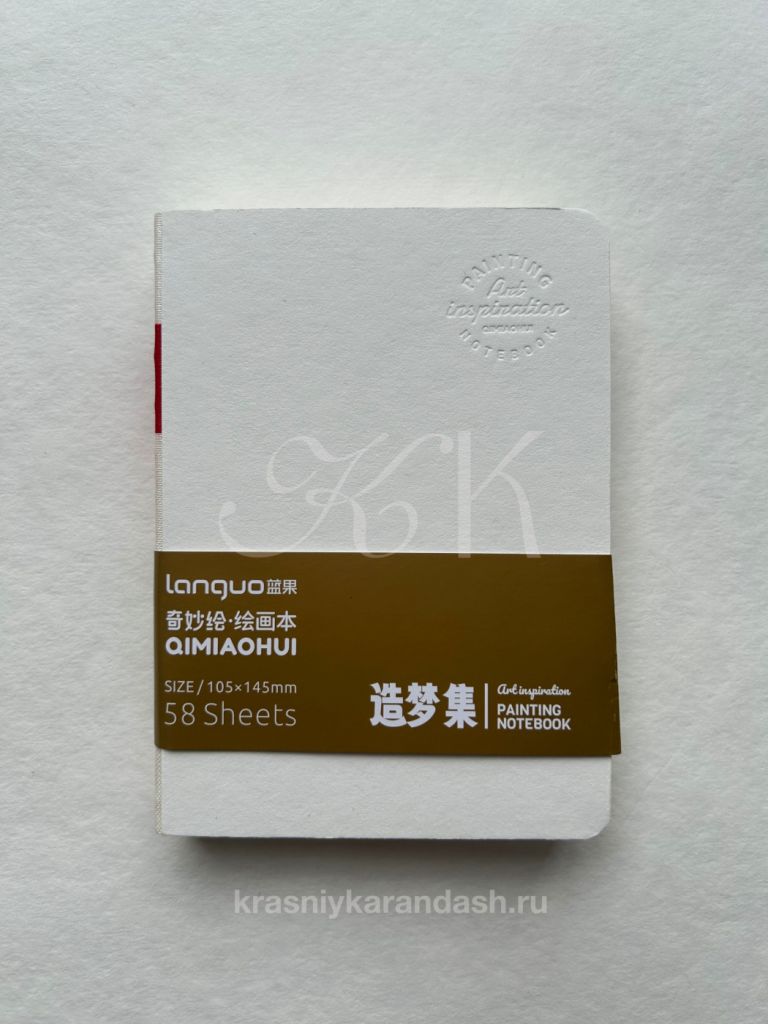 PAINTING
Art
inspiration
QIMIAOHUI
NOTEBOOK
KK
languo蓝果
奇妙绘·绘画本
QIMIAOHUI
SIZE / 105×145mm
58 Sheets
造梦集
Art inspiration
PAINTING
NOTEBOOK
krasniykarandash.ru